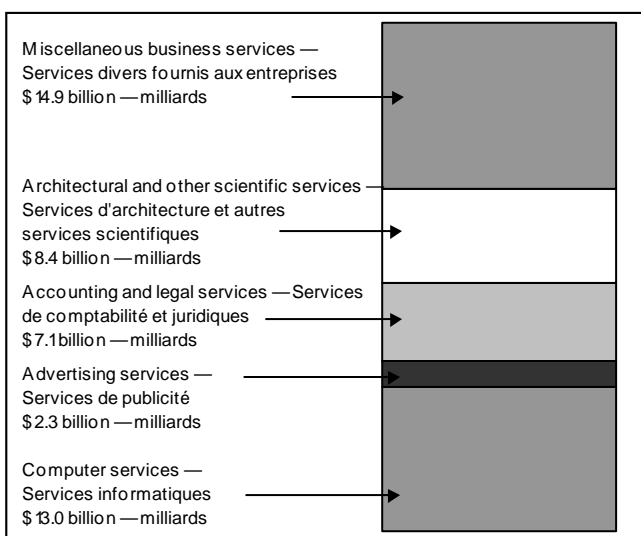 Miscellaneous business services —
Services divers fournis aux entreprises
$14.9 billion — milliards
Architectural and other scientific services —
Services d'architecture et autres
services scientifiques
$8.4 billion — milliards
Accounting and legal services — Services
de comptabilité et juridiques
$7.1 billion — milliards
Advertising services —
Services de publicité
$2.3 billion — milliards
Computer services —
Services informatiques
$13.0 billion — milliards